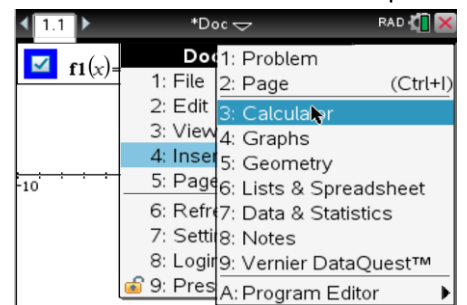 1.1 *Doc RAD
f1(x)=
Doc
1: File
2: Edit
3: View
4: Inser
5: Page
6: Refre
7: Settin
8: Login
9: Pres
1: Problem
2: Page (Ctrl+I)
3: Calculator
4: Graphs
5: Geometry
6: Lists & Spreadsheet
7: Data & Statistics
8: Notes
9: Vernier DataQuest™
A: Program Editor
-10